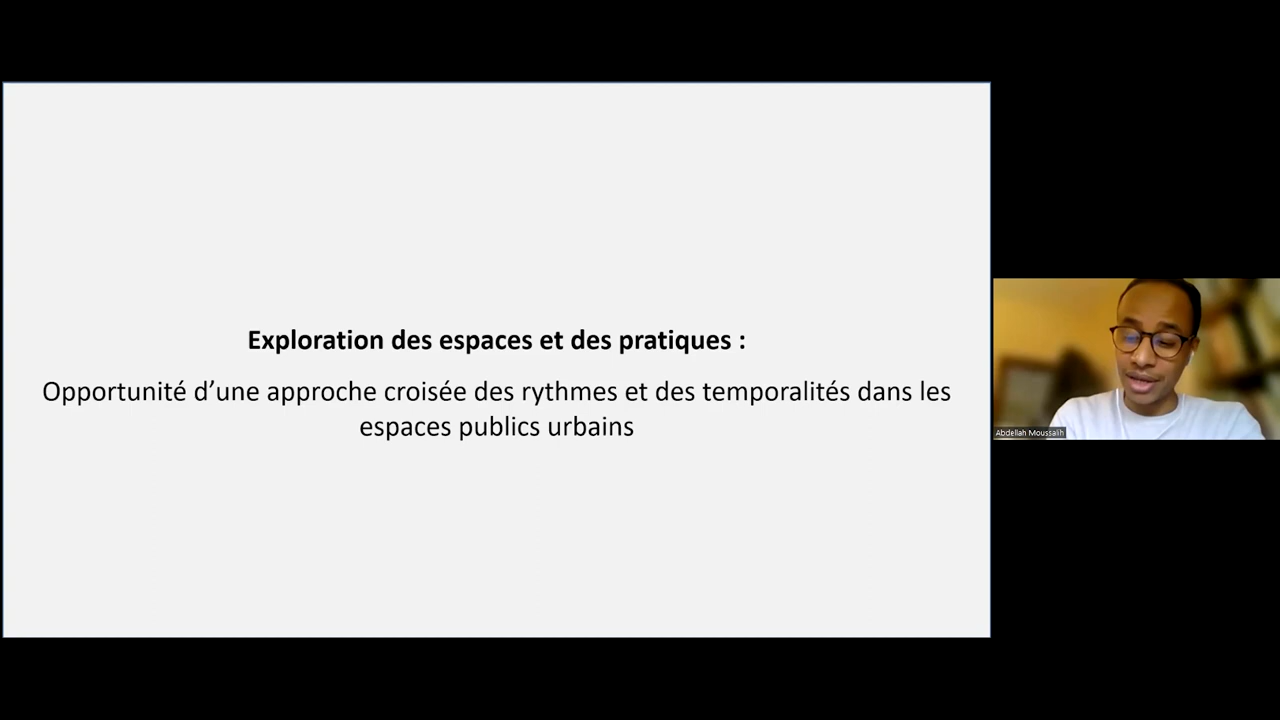 Exploration des espaces et des pratiques :
Opportunité d’une approche croisée des rythmes et des temporalités dans les
espaces publics urbains
Abdellah Moussalih